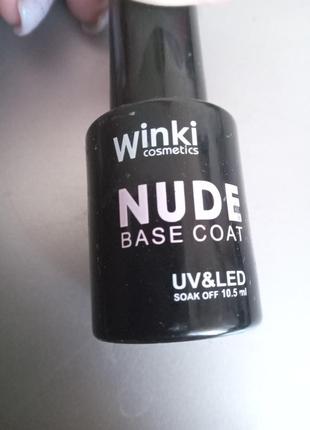 Winki
cosmetics
NUDE
BASE COAT
UV&LED
SOAK OFF 10.5 ml